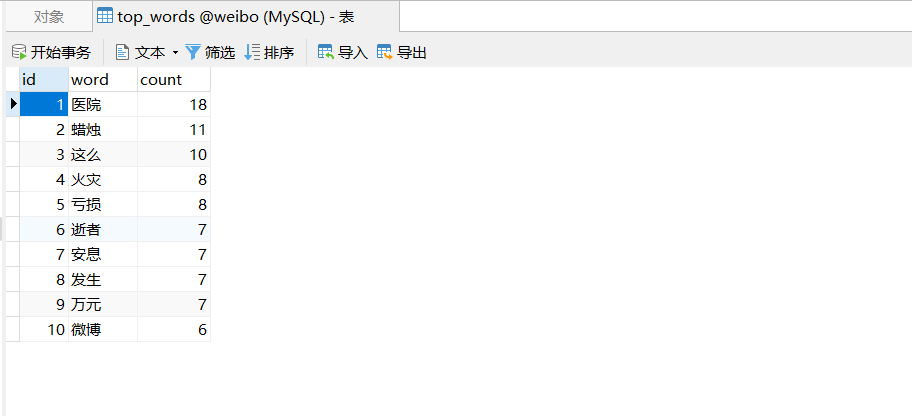 对象 top_words @weibo (MySQL) - 表
开始事务 文本 筛选 排序 导入 导出
id word count
1 医院 18
2 蜡烛 11
3 这么 10
4 火灾 8
5 亏损 8
6 逝者 7
7 安息 7
8 发生 7
9 万元 7
10 微博 6